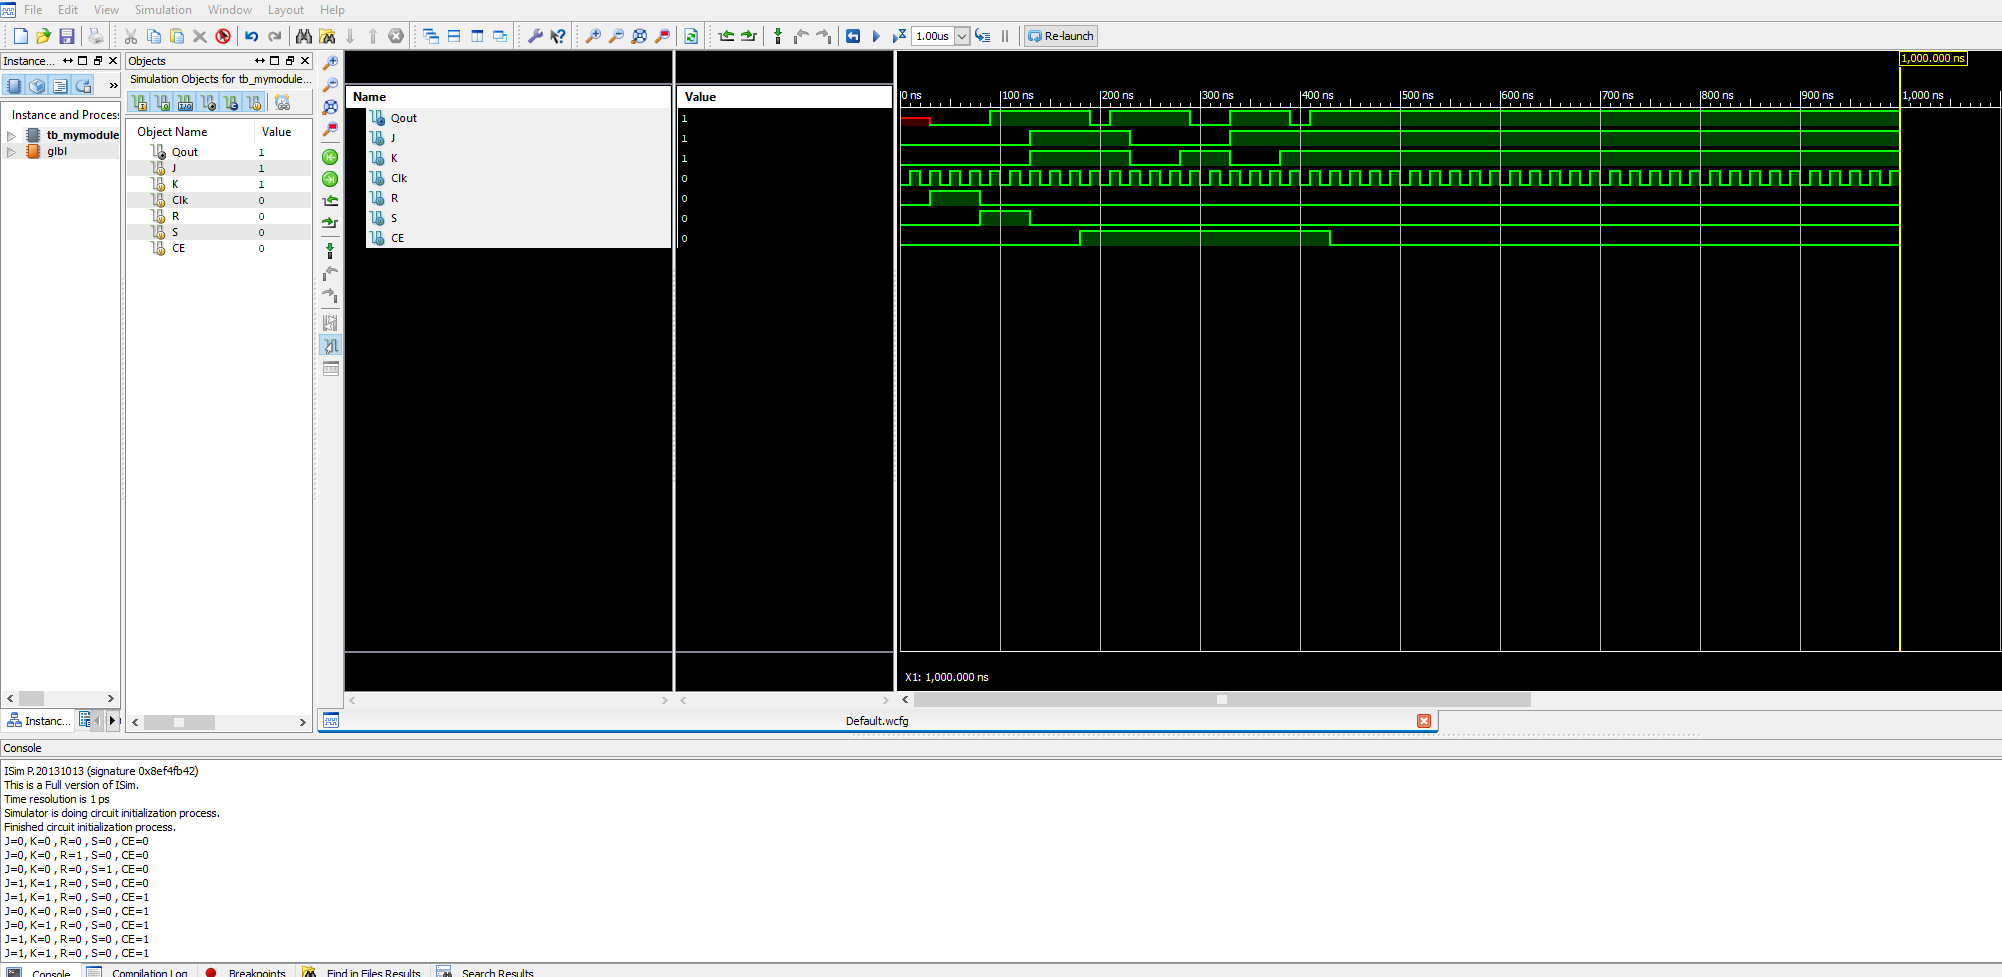 File Edit View Simulation Window Layout Help
1.00us Re-launch
Instance...
Instance and Process
tb_mymodule
glbl
Instanc...
Objects
Simulation Objects for tb_mymodule...
Object Name Value
Qout 1
J 1
K 1
Clk 0
R 0
S 0
CE 0
Name Value
Qout 1
J 1
K 1
Clk 0
R 0
S 0
CE 0
1,000.000 ns
0 ns 100 ns 200 ns 300 ns 400 ns 500 ns 600 ns 700 ns 800 ns 900 ns 1,000 ns
X1: 1,000.000 ns
Default.wcfg
Console
ISim P.20131013 (signature 0x8ef4fb42)
This is a Full version of ISim.
Time resolution is 1 ps
Simulator is doing circuit initialization process.
Finished circuit initialization process.
J=0, K=0 , R=0 , S=0 , CE=0
J=0, K=0 , R=1 , S=0 , CE=0
J=0, K=0 , R=0 , S=1 , CE=0
J=1, K=1 , R=0 , S=0 , CE=0
J=1, K=1 , R=0 , S=0 , CE=1
J=0, K=0 , R=0 , S=0 , CE=1
J=0, K=1 , R=0 , S=0 , CE=1
J=1, K=0 , R=0 , S=0 , CE=1
J=1, K=1 , R=0 , S=0 , CE=1
Console Compilation Log Breakpoints Find in Files Results Search Results